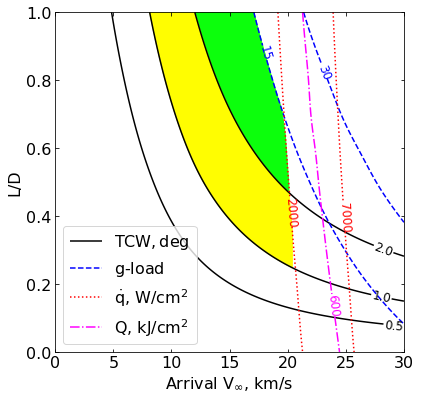 1.0
0.8
0.6
0.4
0.2
0.0
L/D
15
30
2000
7000
2.0
1.0
0.5
600
TCW, deg
g-load
q̇, W/cm²
Q, kJ/cm²
0 5 10 15 20 25 30
Arrival V∞, km/s